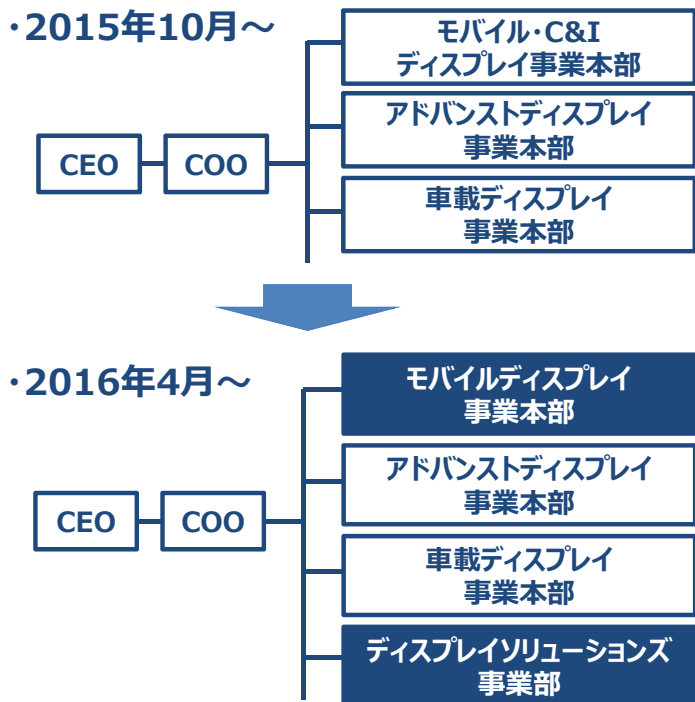 ・2015年10月～
モバイル・C&I
ディスプレイ事業本部
アドバンストディスプレイ
事業本部
CEO
COO
車載ディスプレイ
事業本部
・2016年4月～
モバイルディスプレイ
事業本部
アドバンストディスプレイ
事業本部
CEO
COO
車載ディスプレイ
事業本部
ディスプレイソリューションズ
事業部